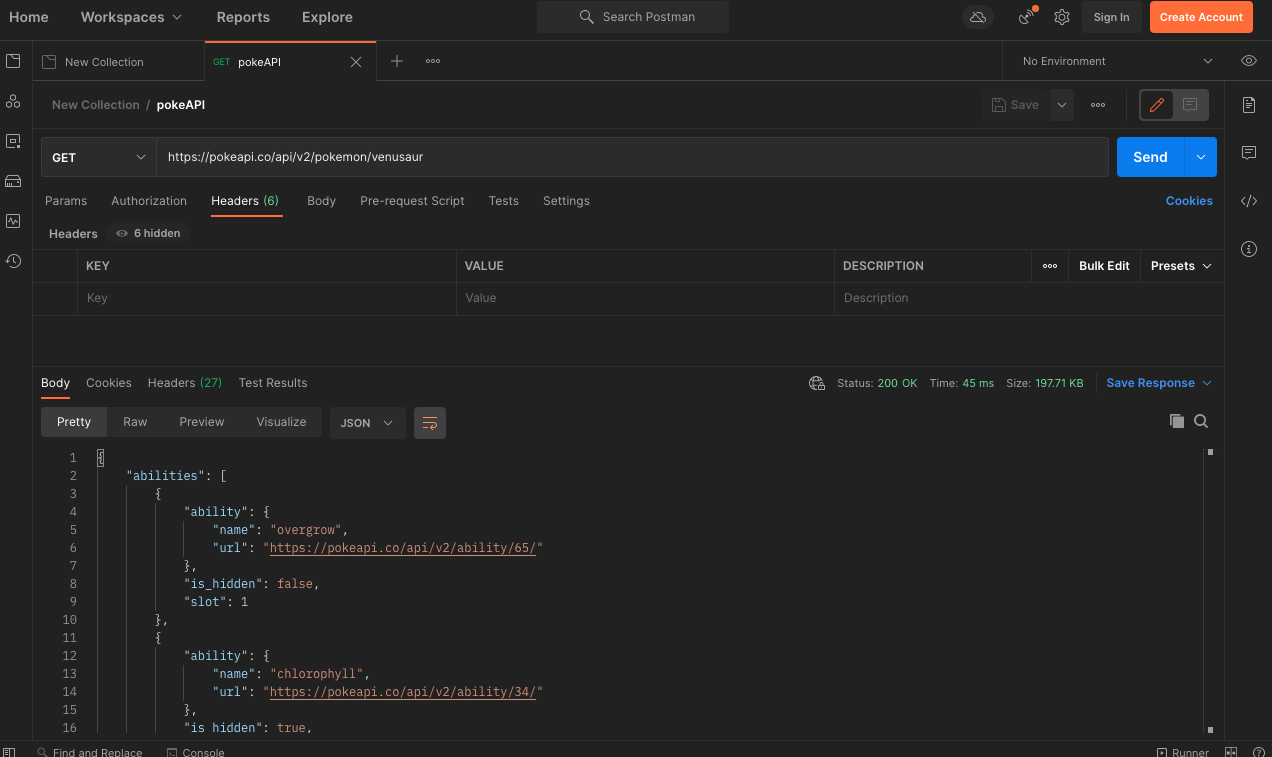 Home Workspaces Reports Explore Search Postman Sign In Create Account
New Collection GET pokeAPI No Environment
New Collection / pokeAPI Save
GET https://pokeapi.co/api/v2/pokemon/venusaur Send
Params Authorization Headers (6) Body Pre-request Script Tests Settings Cookies
Headers 6 hidden
KEY VALUE DESCRIPTION Bulk Edit Presets
Key Value Description
Body Cookies Headers (27) Test Results Status: 200 OK Time: 45 ms Size: 197.71 KB Save Response
Pretty Raw Preview Visualize JSON
1 {
2 "abilities": [
3 {
4 "ability": {
5 "name": "overgrow",
6 "url": "https://pokeapi.co/api/v2/ability/65/"
7 },
8 "is_hidden": false,
9 "slot": 1
10 },
11 {
12 "ability": {
13 "name": "chlorophyll",
14 "url": "https://pokeapi.co/api/v2/ability/34/"
15 },
16 "is_hidden": true,
Find and Replace Console Runner